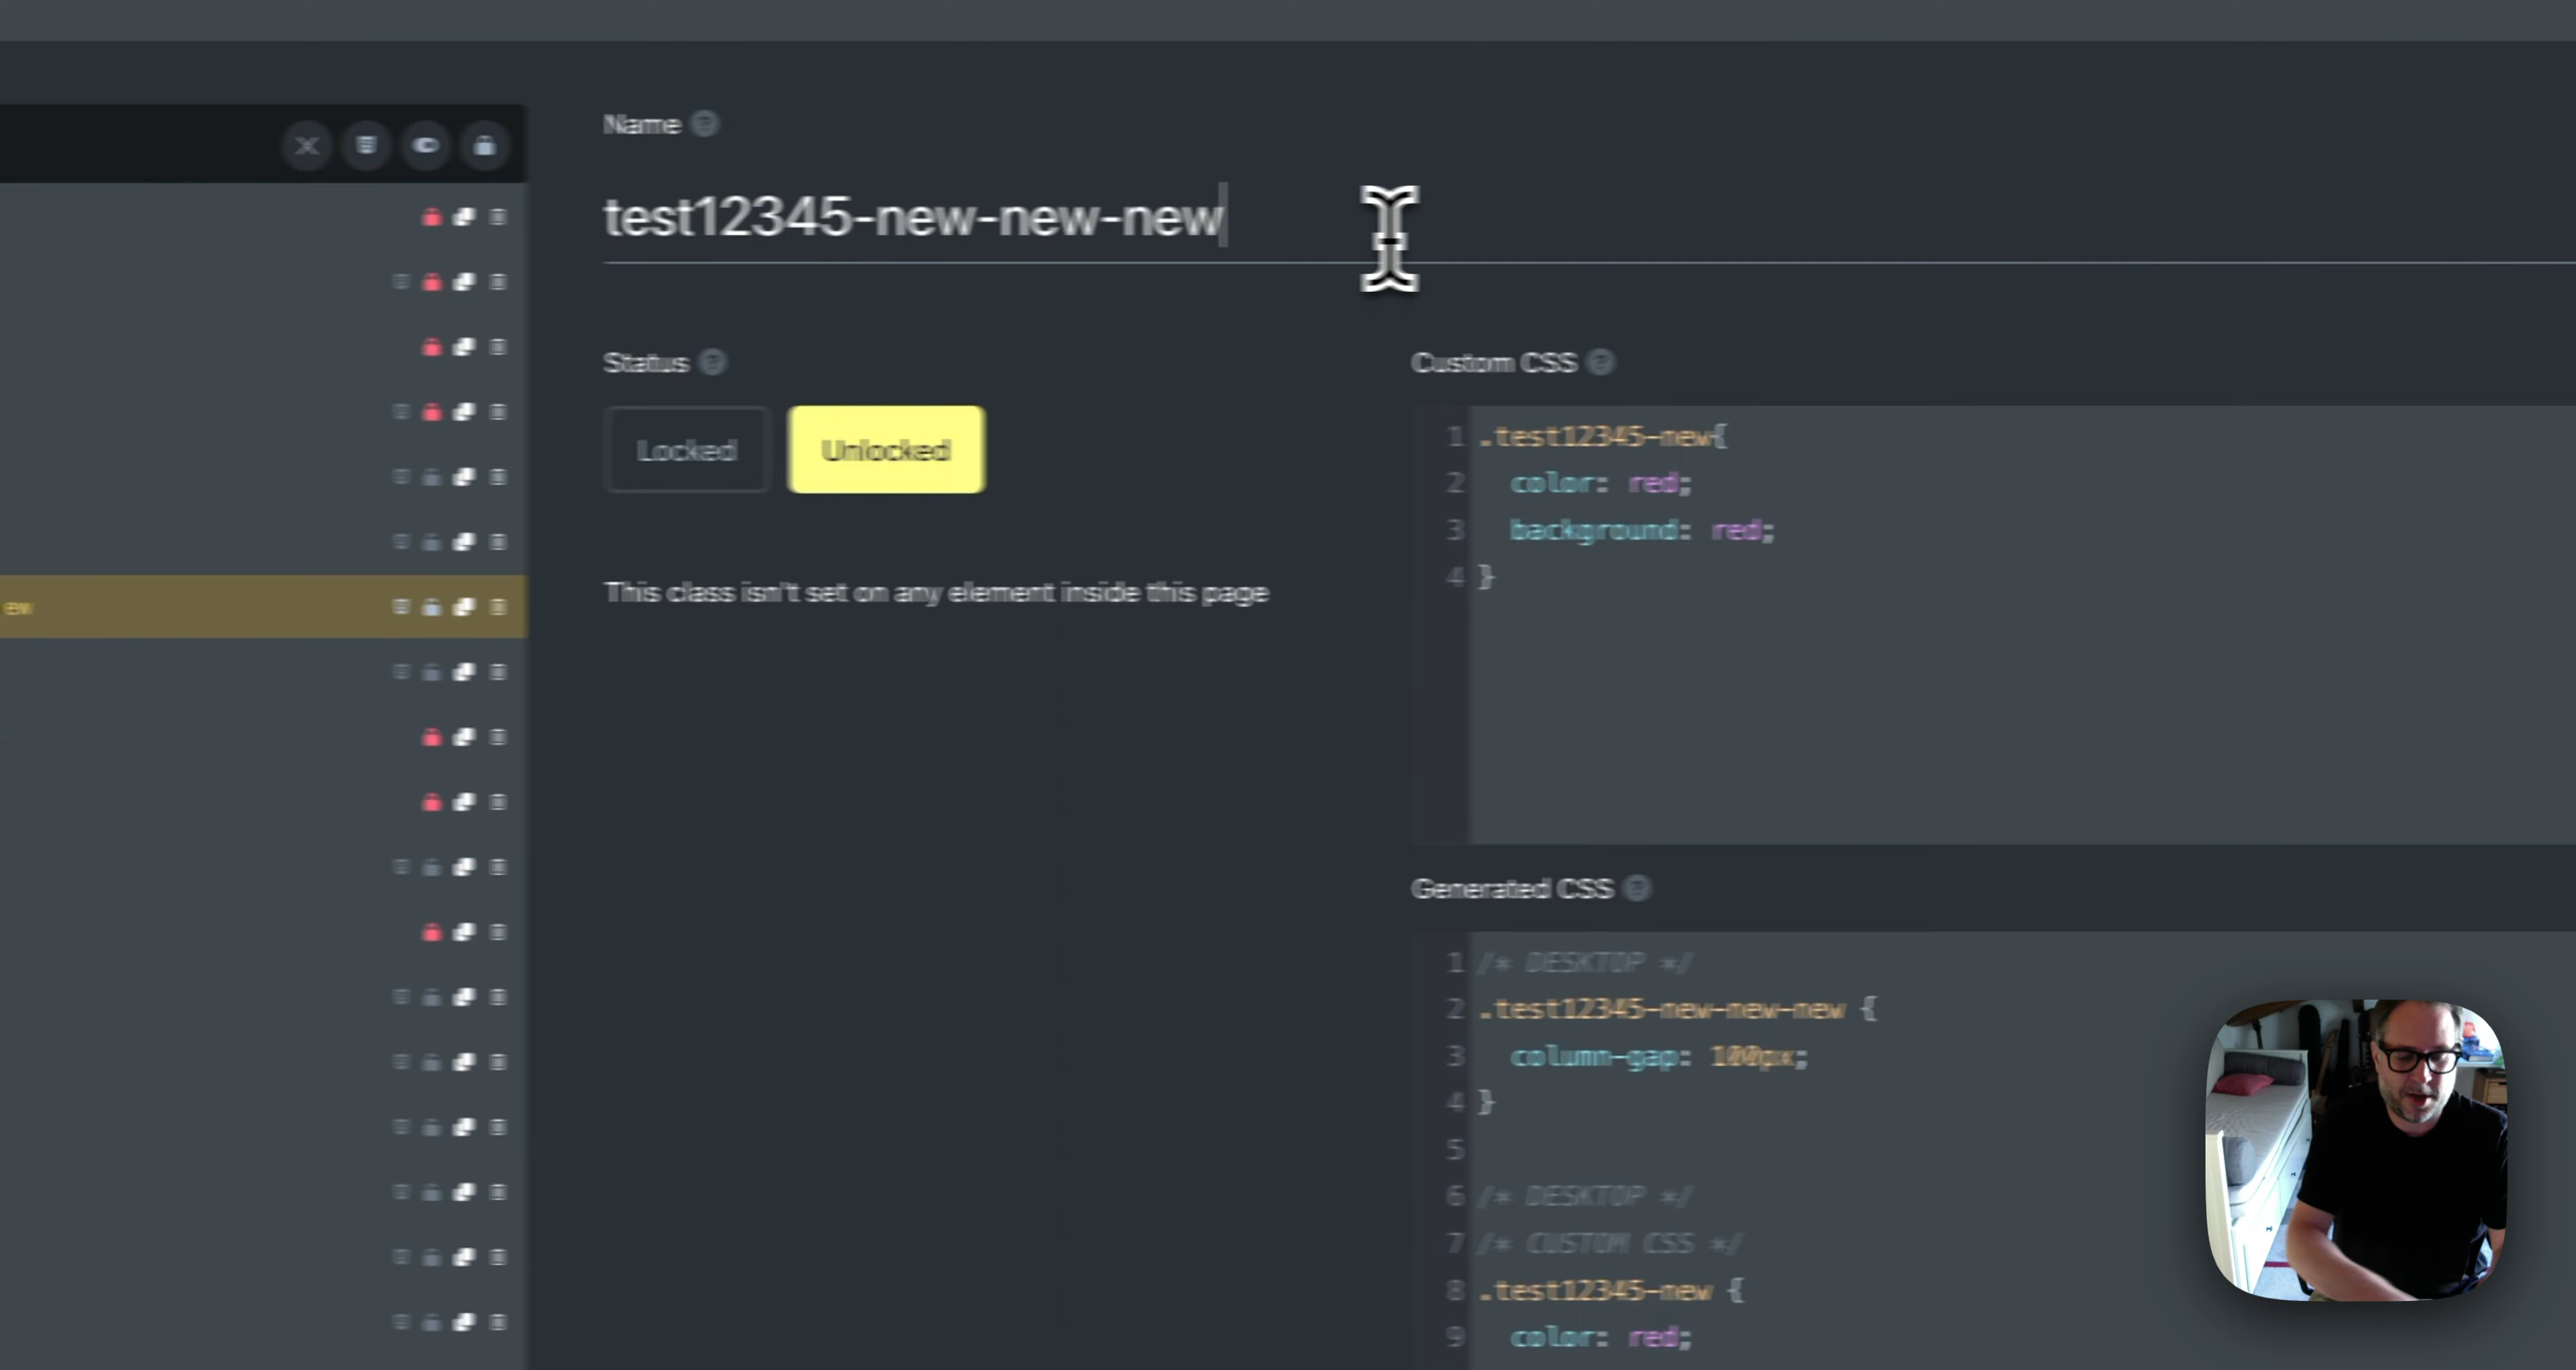 Name
test12345-new-new-new
Status
Custom CSS
Locked
Unlocked
1 .test12345-new{
2 color: red;
3 background: red;
4 }
ew
This class isn't set on any element inside this page
Generated CSS
1 /* DESKTOP */
2 .test12345-new-new-new {
3 column-gap: 100px;
4 }
5
6 /* DESKTOP */
7 /* CUSTOM CSS */
8 .test12345-new {
9 color: red;